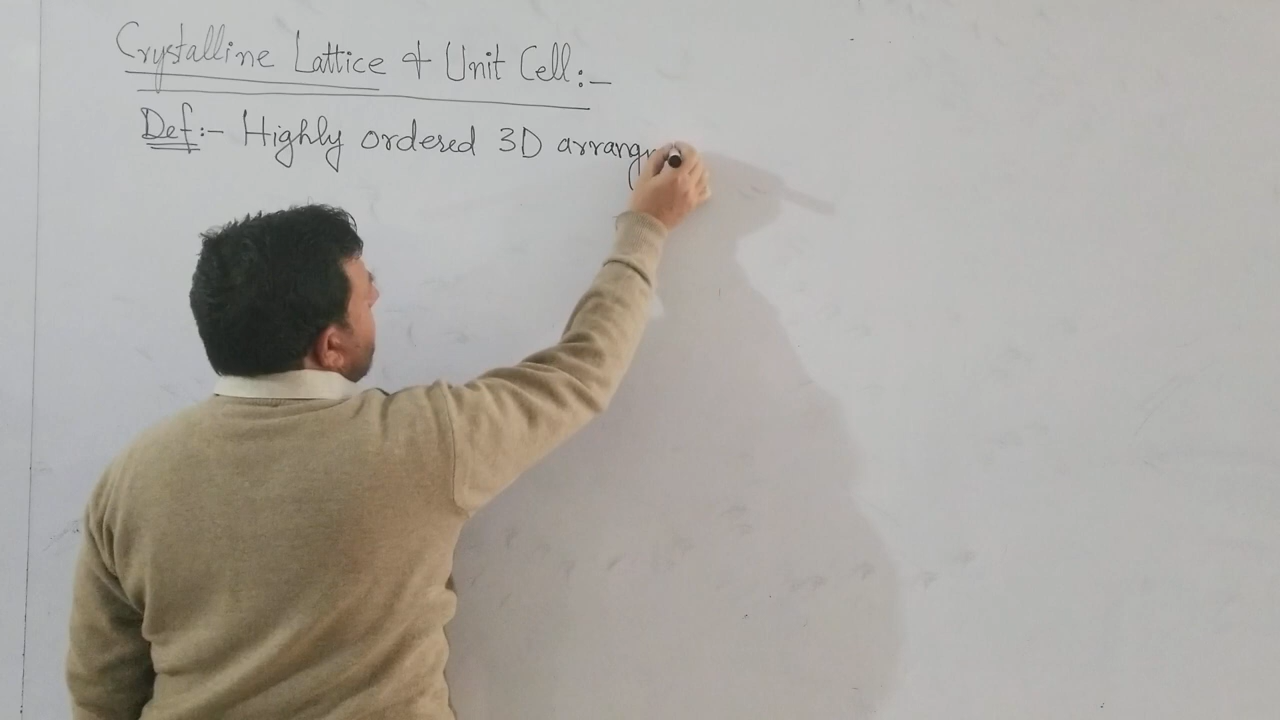 Crystalline Lattice & Unit Cell:-
Def:- Highly ordered 3D